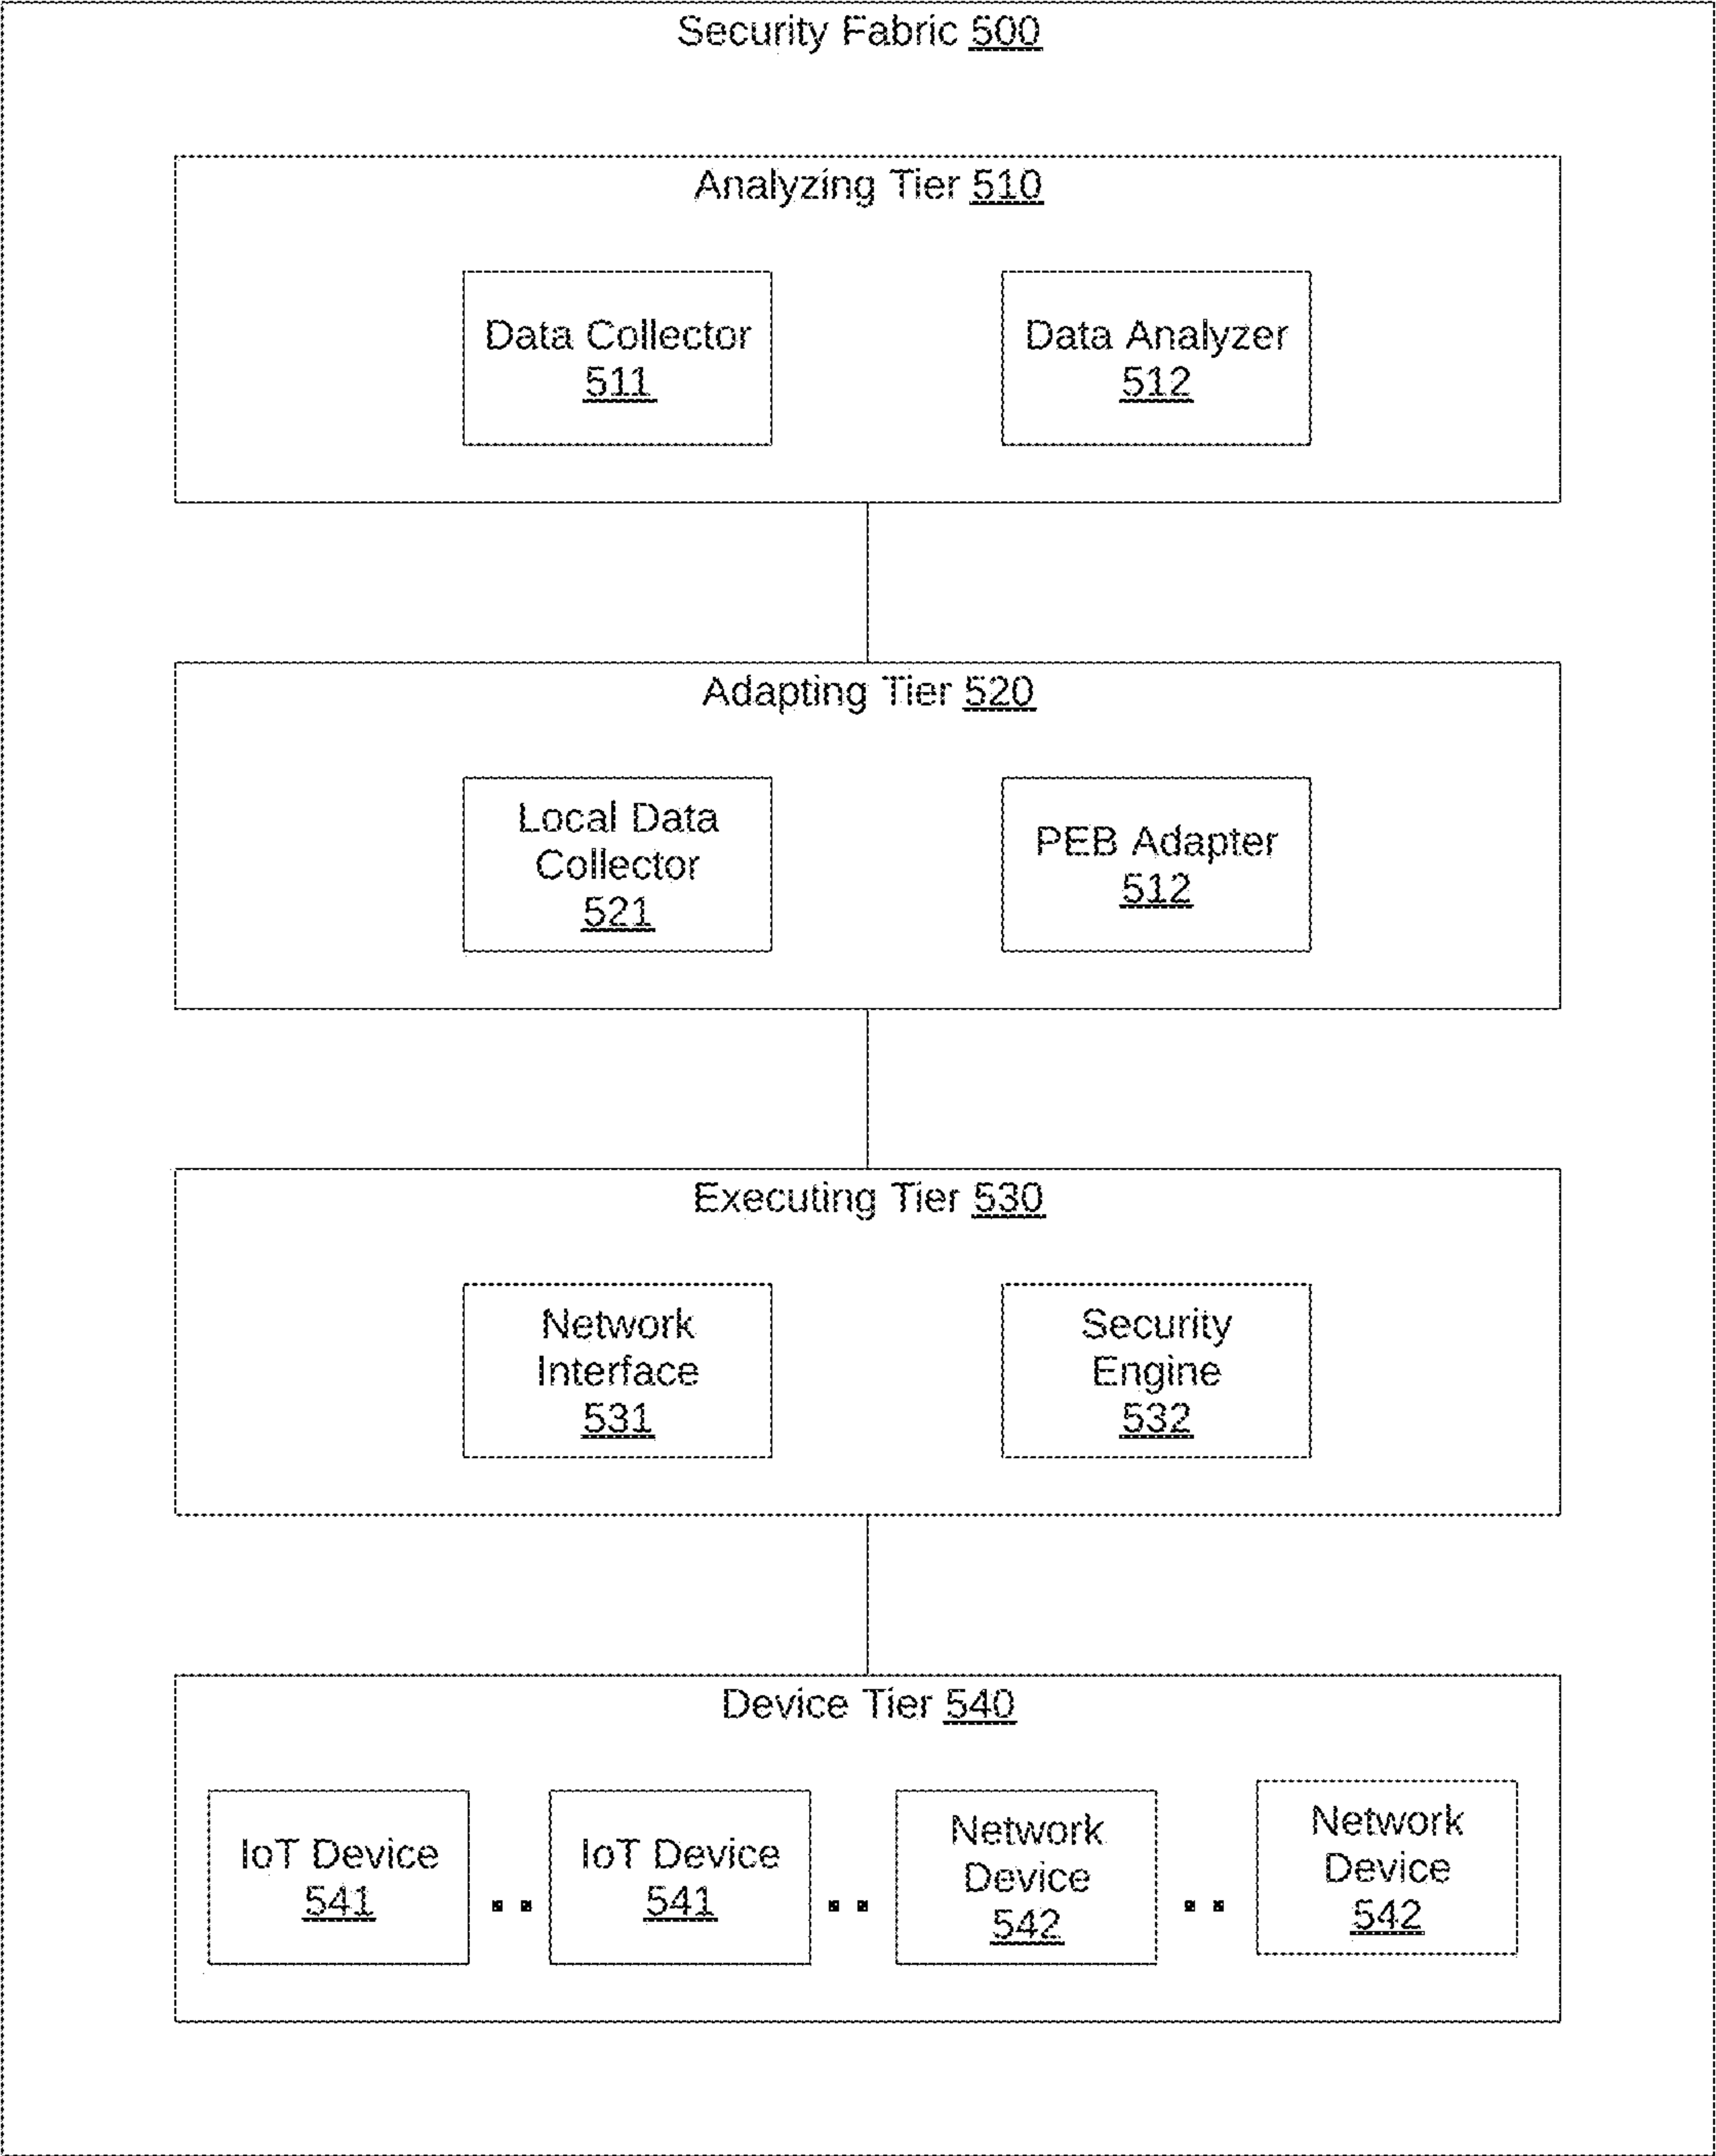 Security Fabric 500
Analyzing Tier 510
Data Collector
511
Data Analyzer
512
Adapting Tier 520
Local Data
Collector
521
PEB Adapter
512
Executing Tier 530
Network
Interface
531
Security
Engine
532
Device Tier 540
IoT Device
541
IoT Device
541
Network
Device
542
Network
Device
542